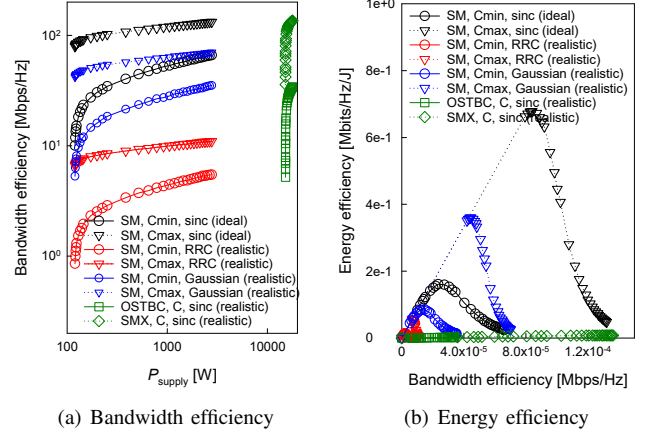 Bandwidth efficiency [Mbps/Hz]
10²
10¹
10⁰
SM, Cmin, sinc (ideal)
SM, Cmax, sinc (ideal)
SM, Cmin, RRC (realistic)
SM, Cmax, RRC (realistic)
SM, Cmin, Gaussian (realistic)
SM, Cmax, Gaussian (realistic)
OSTBC, C, sinc (realistic)
SMX, C, sinc (realistic)
100
1000
10000
P_supply [W]
(a) Bandwidth efficiency
Energy efficiency [Mbits/Hz/J]
1e+0
8e-1
6e-1
4e-1
2e-1
0
SM, Cmin, sinc (ideal)
SM, Cmax, sinc (ideal)
SM, Cmin, RRC (realistic)
SM, Cmax, RRC (realistic)
SM, Cmin, Gaussian (realistic)
SM, Cmax, Gaussian (realistic)
OSTBC, C, sinc (realistic)
SMX, C, sinc (realistic)
0
4.0e-5
8.0e-5
1.2e-4
Bandwidth efficiency [Mbps/Hz]
(b) Energy efficiency